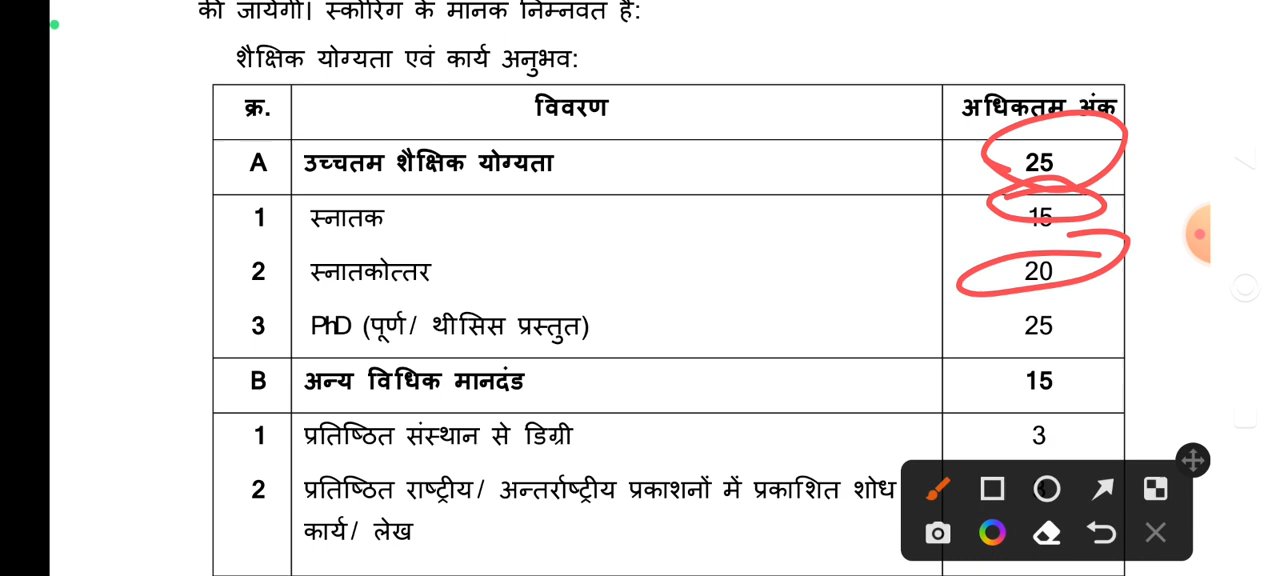 की जायेगी। स्कोरिंग के मानक निम्नवत हैं:
शैक्षिक योग्यता एवं कार्य अनुभव:
क्र. विवरण अधिकतम अंक
A उच्चतम शैक्षिक योग्यता 25
1 स्नातक 15
2 स्नातकोत्तर 20
3 PhD (पूर्ण/ थीसिस प्रस्तुत) 25
B अन्य विधिक मानदंड 15
1 प्रतिष्ठित संस्थान से डिग्री 3
2 प्रतिष्ठित राष्ट्रीय/ अन्तर्राष्ट्रीय प्रकाशनों में प्रकाशित शोध
कार्य/ लेख